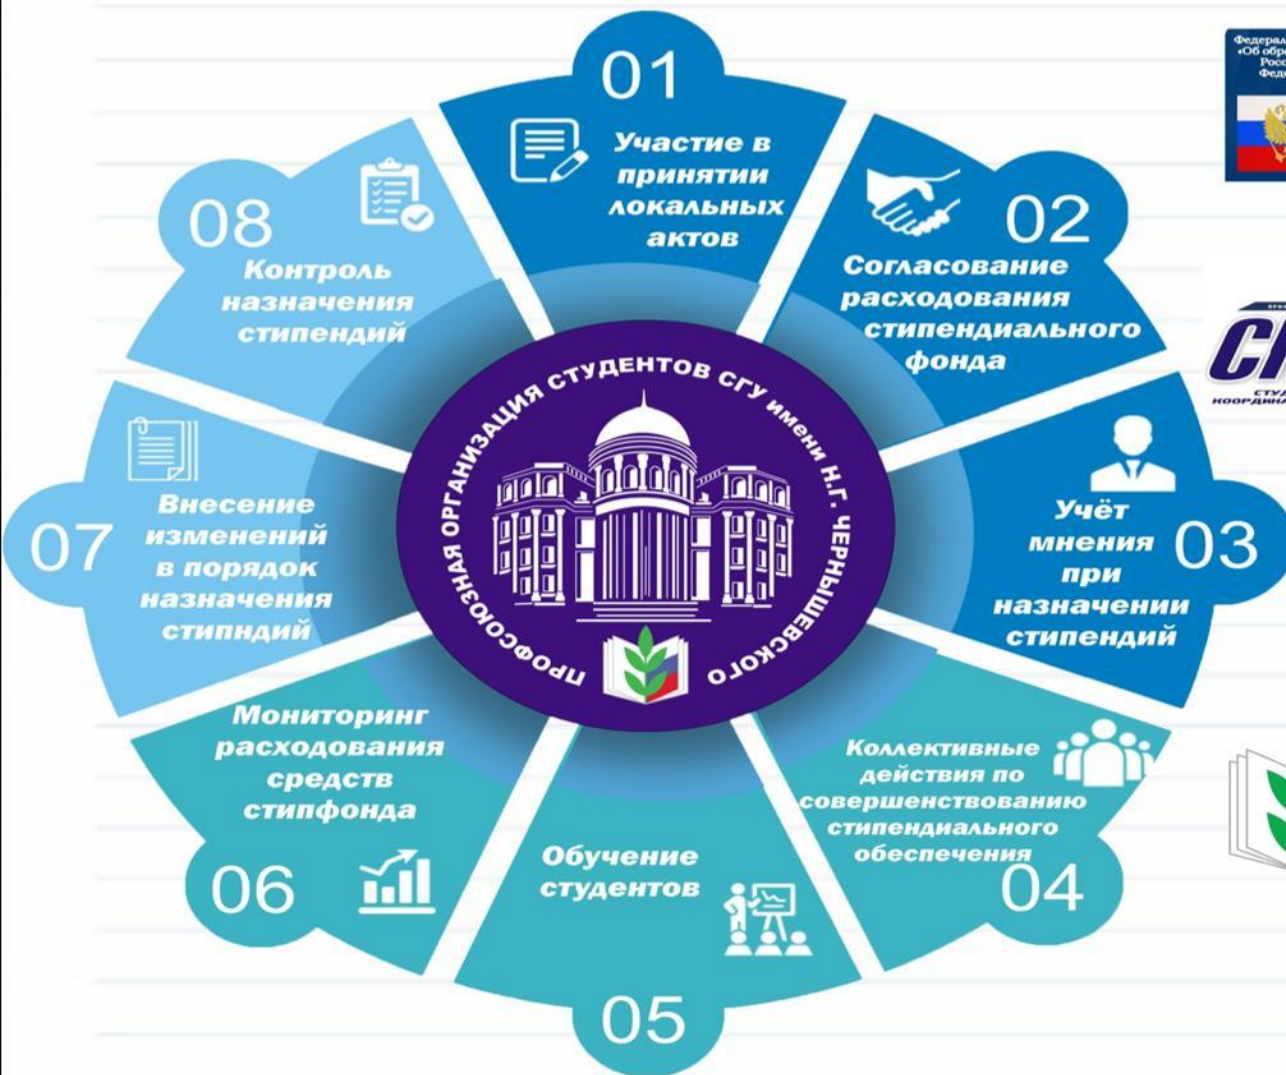 01
Участие в
принятии
локальных
актов
02
Согласование
расходования
стипендиального
фонда
03
Учёт
мнения
при
назначении
стипендий
Коллективные
действия по
совершенствованию
стипендиального
обеспечения
04
Обучение
студентов
05
Мониторинг
расходования
средств
стипфонда
06
07
Внесение
изменений
в порядок
назначения
стипндий
08
Контроль
назначения
стипендий
ПРОФСОЮЗНАЯ ОРГАНИЗАЦИЯ СТУДЕНТОВ СГУ имени Н.Г. ЧЕРНЫШЕВСКОГО